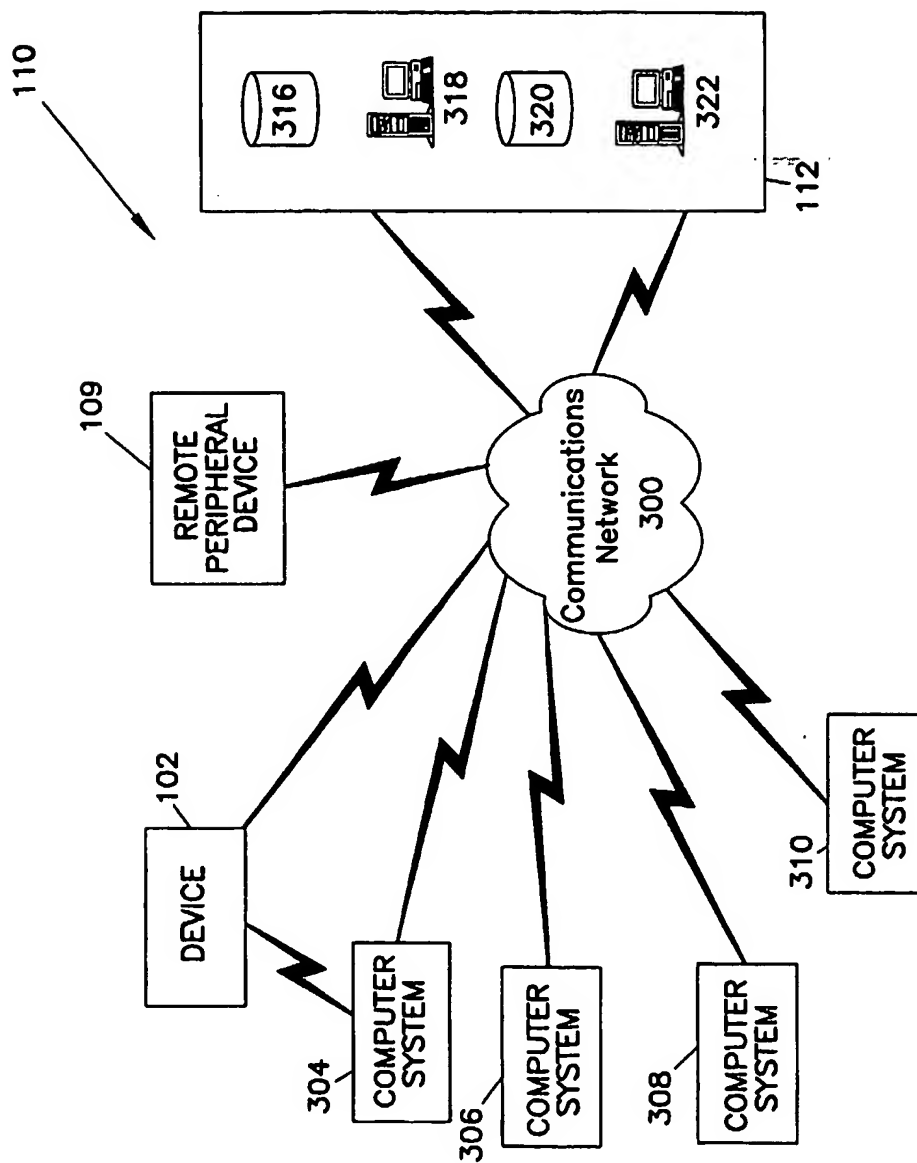 110
109
REMOTE
PERIPHERAL
DEVICE
102
DEVICE
304
COMPUTER
SYSTEM
306
COMPUTER
SYSTEM
308
COMPUTER
SYSTEM
310
COMPUTER
SYSTEM
Communications
Network
300
316
318
320
322
112